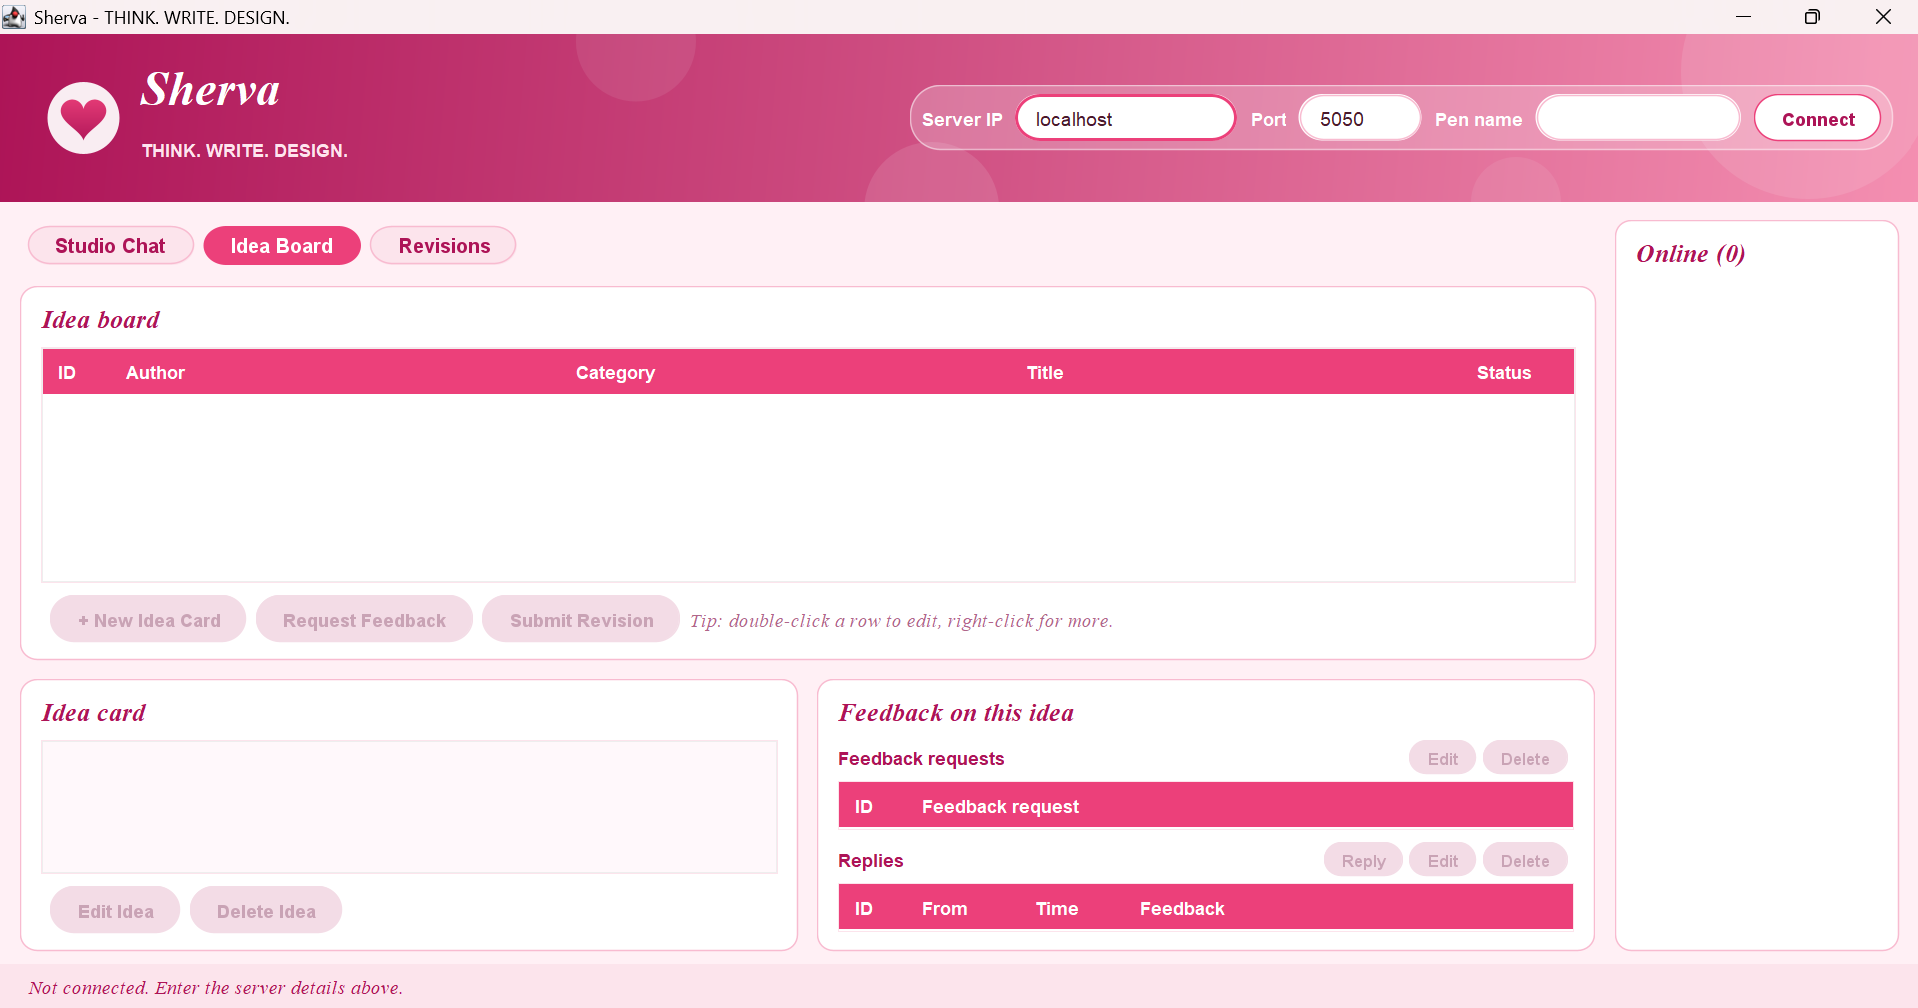 Sherva - THINK. WRITE. DESIGN.
Sherva
THINK. WRITE. DESIGN.
Server IP localhost Port 5050 Pen name Connect
Studio Chat Idea Board Revisions
Online (0)
Idea board
ID Author Category Title Status
+ New Idea Card Request Feedback Submit Revision Tip: double-click a row to edit, right-click for more.
Idea card
Edit Idea Delete Idea
Feedback on this idea
Feedback requests Edit Delete
ID Feedback request
Replies Reply Edit Delete
ID From Time Feedback
Not connected. Enter the server details above.